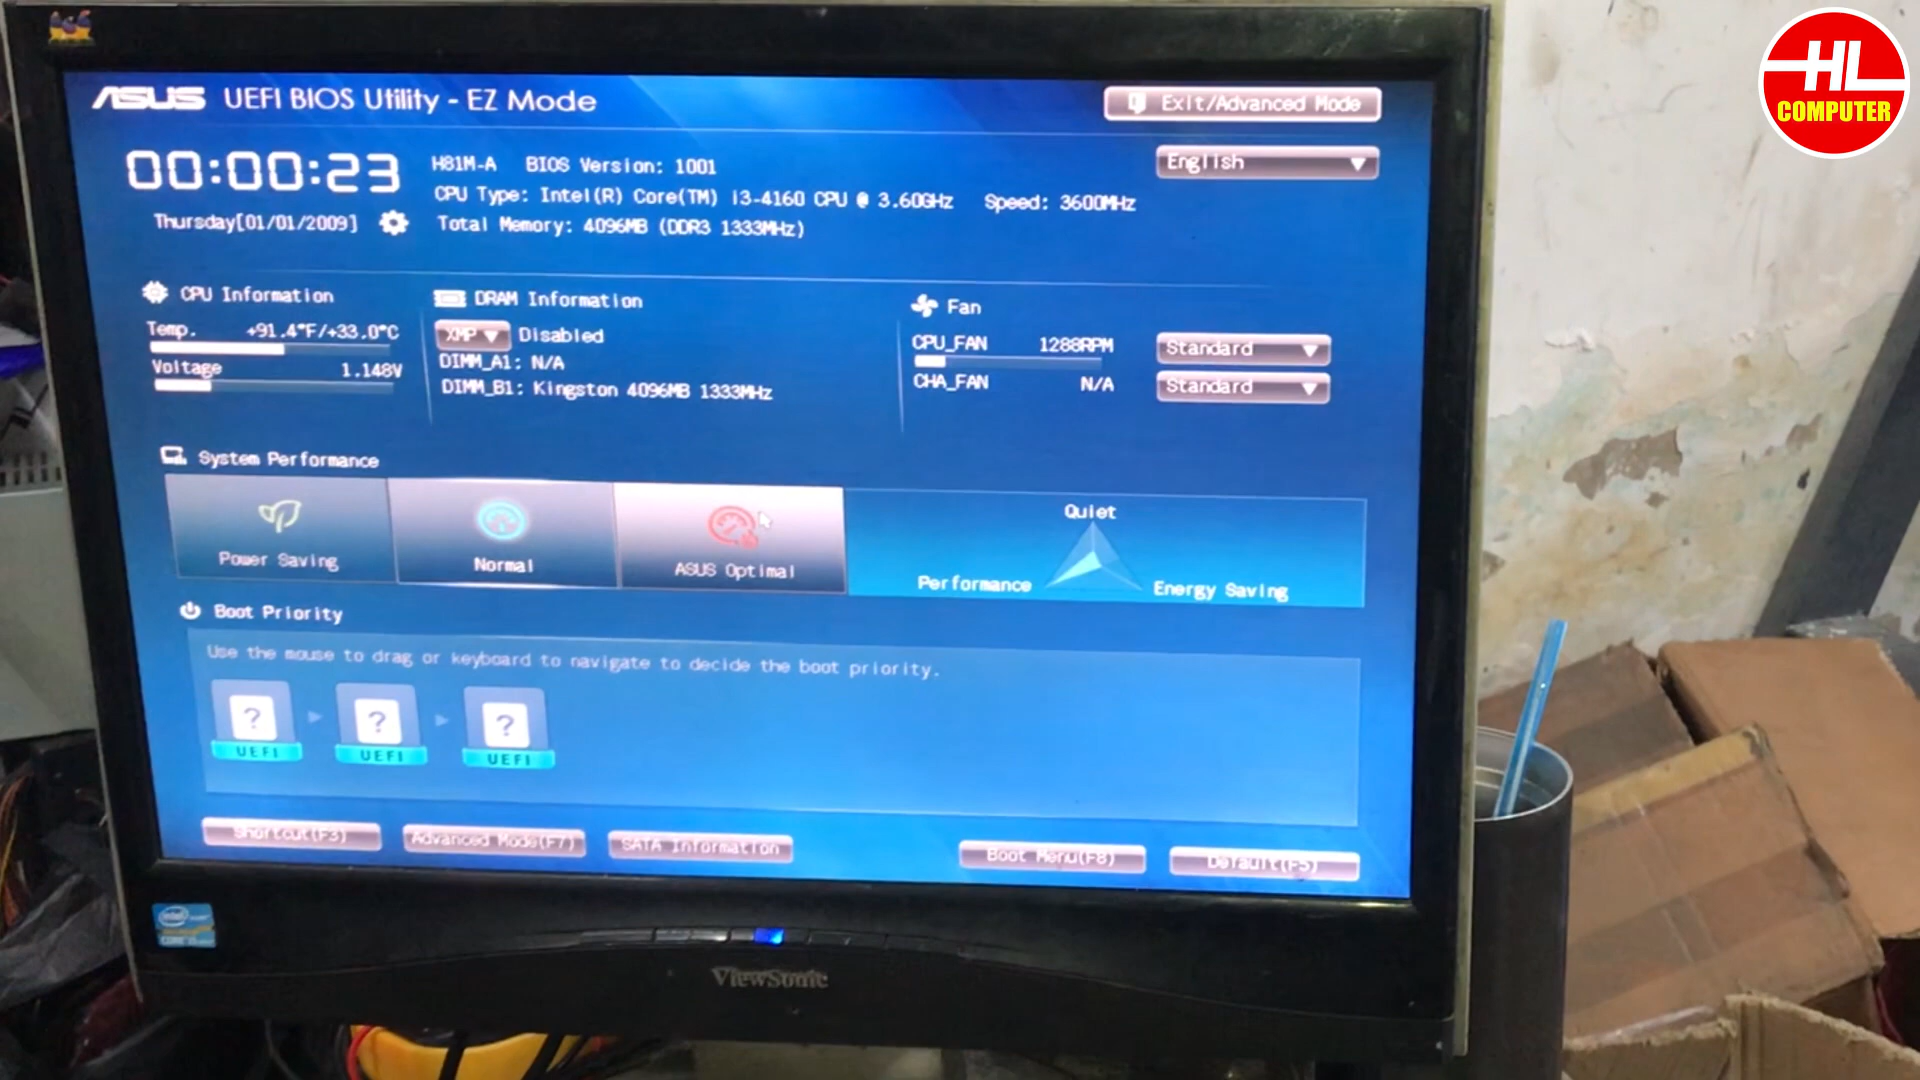 ASUS UEFI BIOS Utility - EZ Mode
Exit/Advanced Mode
00:00:23
Thursday[01/01/2009]
H81M-A BIOS Version: 1001
CPU Type: Intel(R) Core(TM) i3-4160 CPU @ 3.60GHz Speed: 3600MHz
Total Memory: 4096MB (DDR3 1333MHz)
English
CPU Information
Temp. +91.4°F/+33.0°C
Voltage 1.148V
DRAM Information
XMP Disabled
DIMM_A1: N/A
DIMM_B1: Kingston 4096MB 1333MHz
Fan
CPU_FAN 1288RPM Standard
CHA_FAN N/A Standard
System Performance
Power Saving
Normal
ASUS Optimal
Quiet
Performance
Energy Saving
Boot Priority
Use the mouse to drag or keyboard to navigate to decide the boot priority.
? ? ?
UEFI UEFI UEFI
Shortcut(F3) Advanced Mode(F7) SATA Information Boot Menu(F8) Default(F5)
intel
ViewSonic
HL
COMPUTER